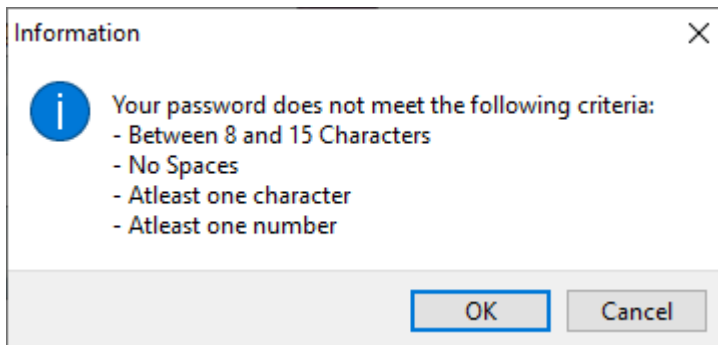 Information
Your password does not meet the following criteria:
- Between 8 and 15 Characters
- No Spaces
- Atleast one character
- Atleast one number
OK
Cancel